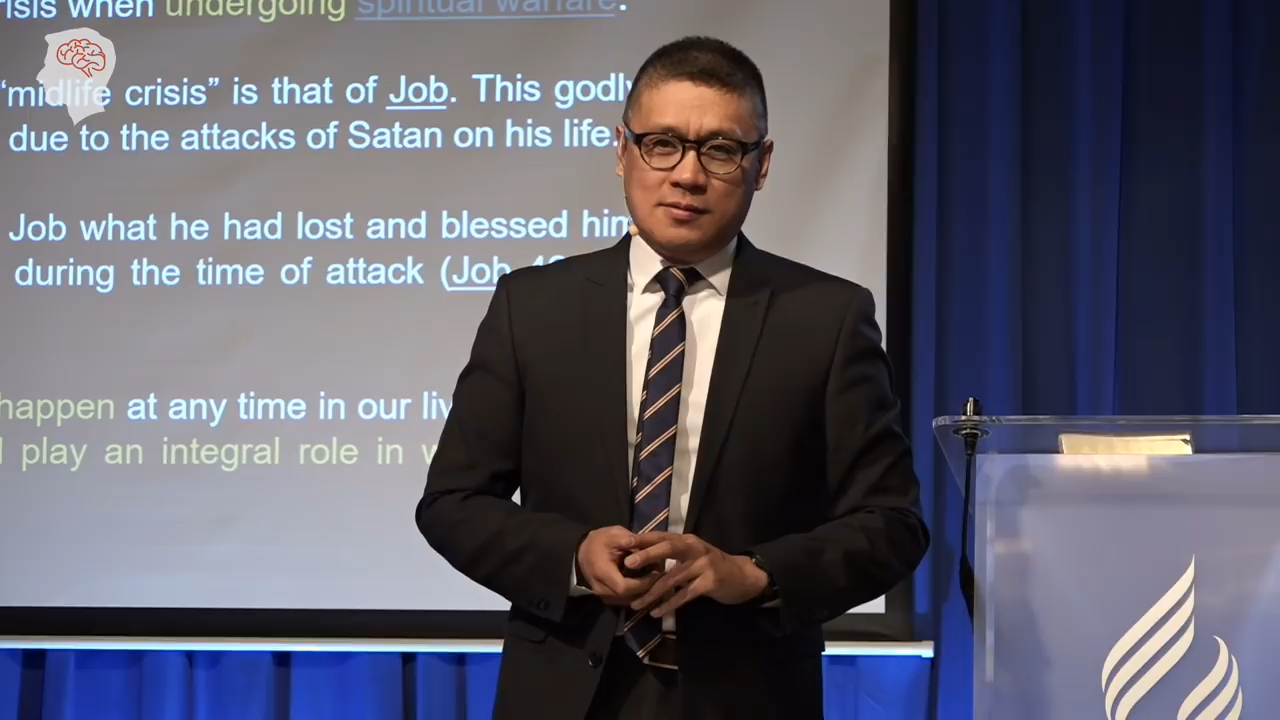 risis when undergoing spiritual warfare.
"midlife crisis" is that of Job. This godly
due to the attacks of Satan on his life.
Job what he had lost and blessed him
during the time of attack (Job
happen at any time in our
play an integral role in